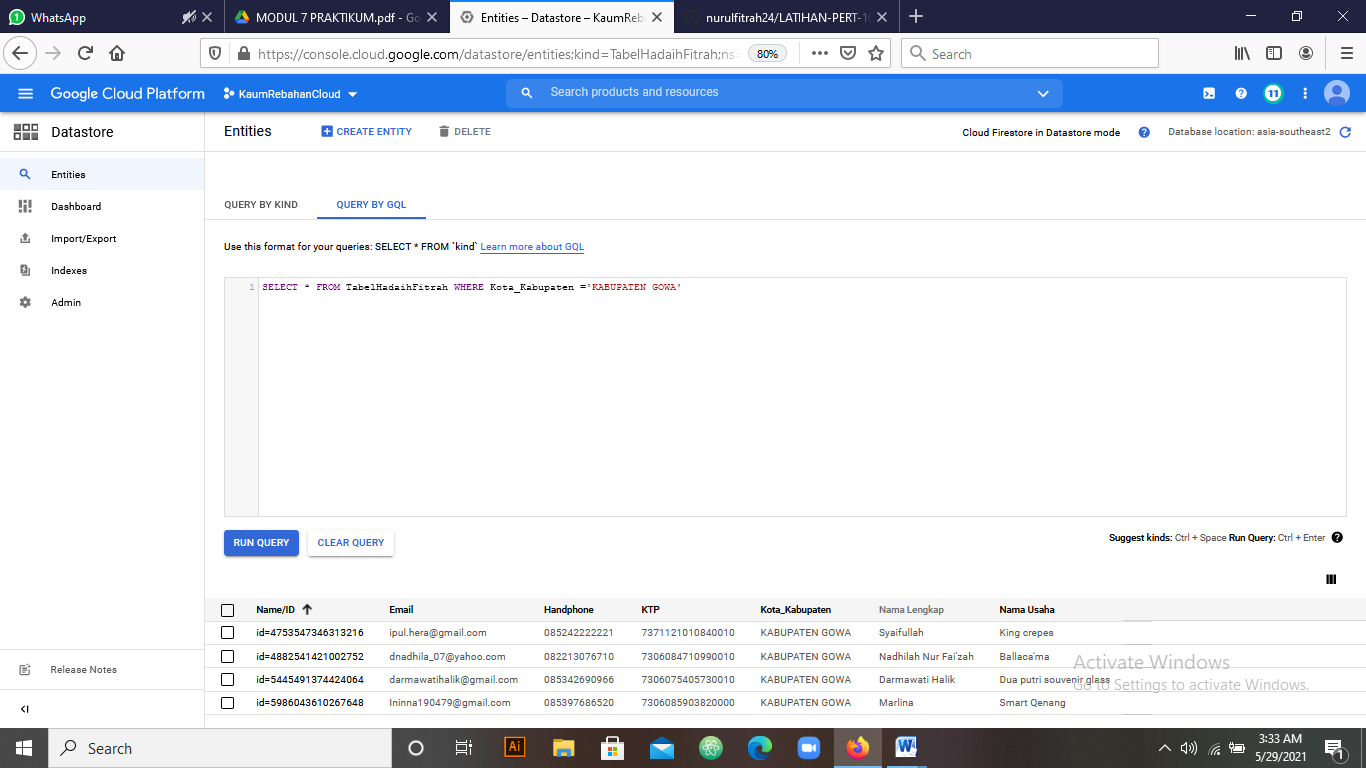 WhatsApp
MODUL 7 PRAKTIKUM.pdf - Go
Entities – Datastore – KaumReb
nurulfitrah24/LATIHAN-PERT-10
https://console.cloud.google.com/datastore/entities;kind=TabelHadaihFitrah;ns=
80%
Search
Google Cloud Platform
KaumRebahanCloud
Search products and resources
11
Datastore
Entities
CREATE ENTITY
DELETE
Cloud Firestore in Datastore mode
Database location: asia-southeast2
Entities
Dashboard
Import/Export
Indexes
Admin
QUERY BY KIND
QUERY BY GQL
Use this format for your queries: SELECT * FROM `kind` Learn more about GQL
1 SELECT * FROM TabelHadaihFitrah WHERE Kota_Kabupaten ='KABUPATEN GOWA'
RUN QUERY
CLEAR QUERY
Suggest kinds: Ctrl + Space Run Query: Ctrl + Enter
Name/ID Email Handphone KTP Kota_Kabupaten Nama Lengkap Nama Usaha
id=4753547346313216 ipul.hera@gmail.com 085242222221 7371121010840010 KABUPATEN GOWA Syaifullah King crepes
id=4882541421002752 dnadhila_07@yahoo.com 082213076710 7306084710990010 KABUPATEN GOWA Nadhilah Nur Fai'zah Ballaca'ma
id=5445491374424064 darmawatihalik@gmail.com 085342690966 7306075405730010 KABUPATEN GOWA Darmawati Halik Dua putri souvenir glass
id=5986043610267648 Ininna190479@gmail.com 085397686520 7306085903820000 KABUPATEN GOWA Marlina Smart Qenang
Activate Windows
Go to Settings to activate Windows.
Release Notes
Search
Ai
3:33 AM
5/29/2021
1